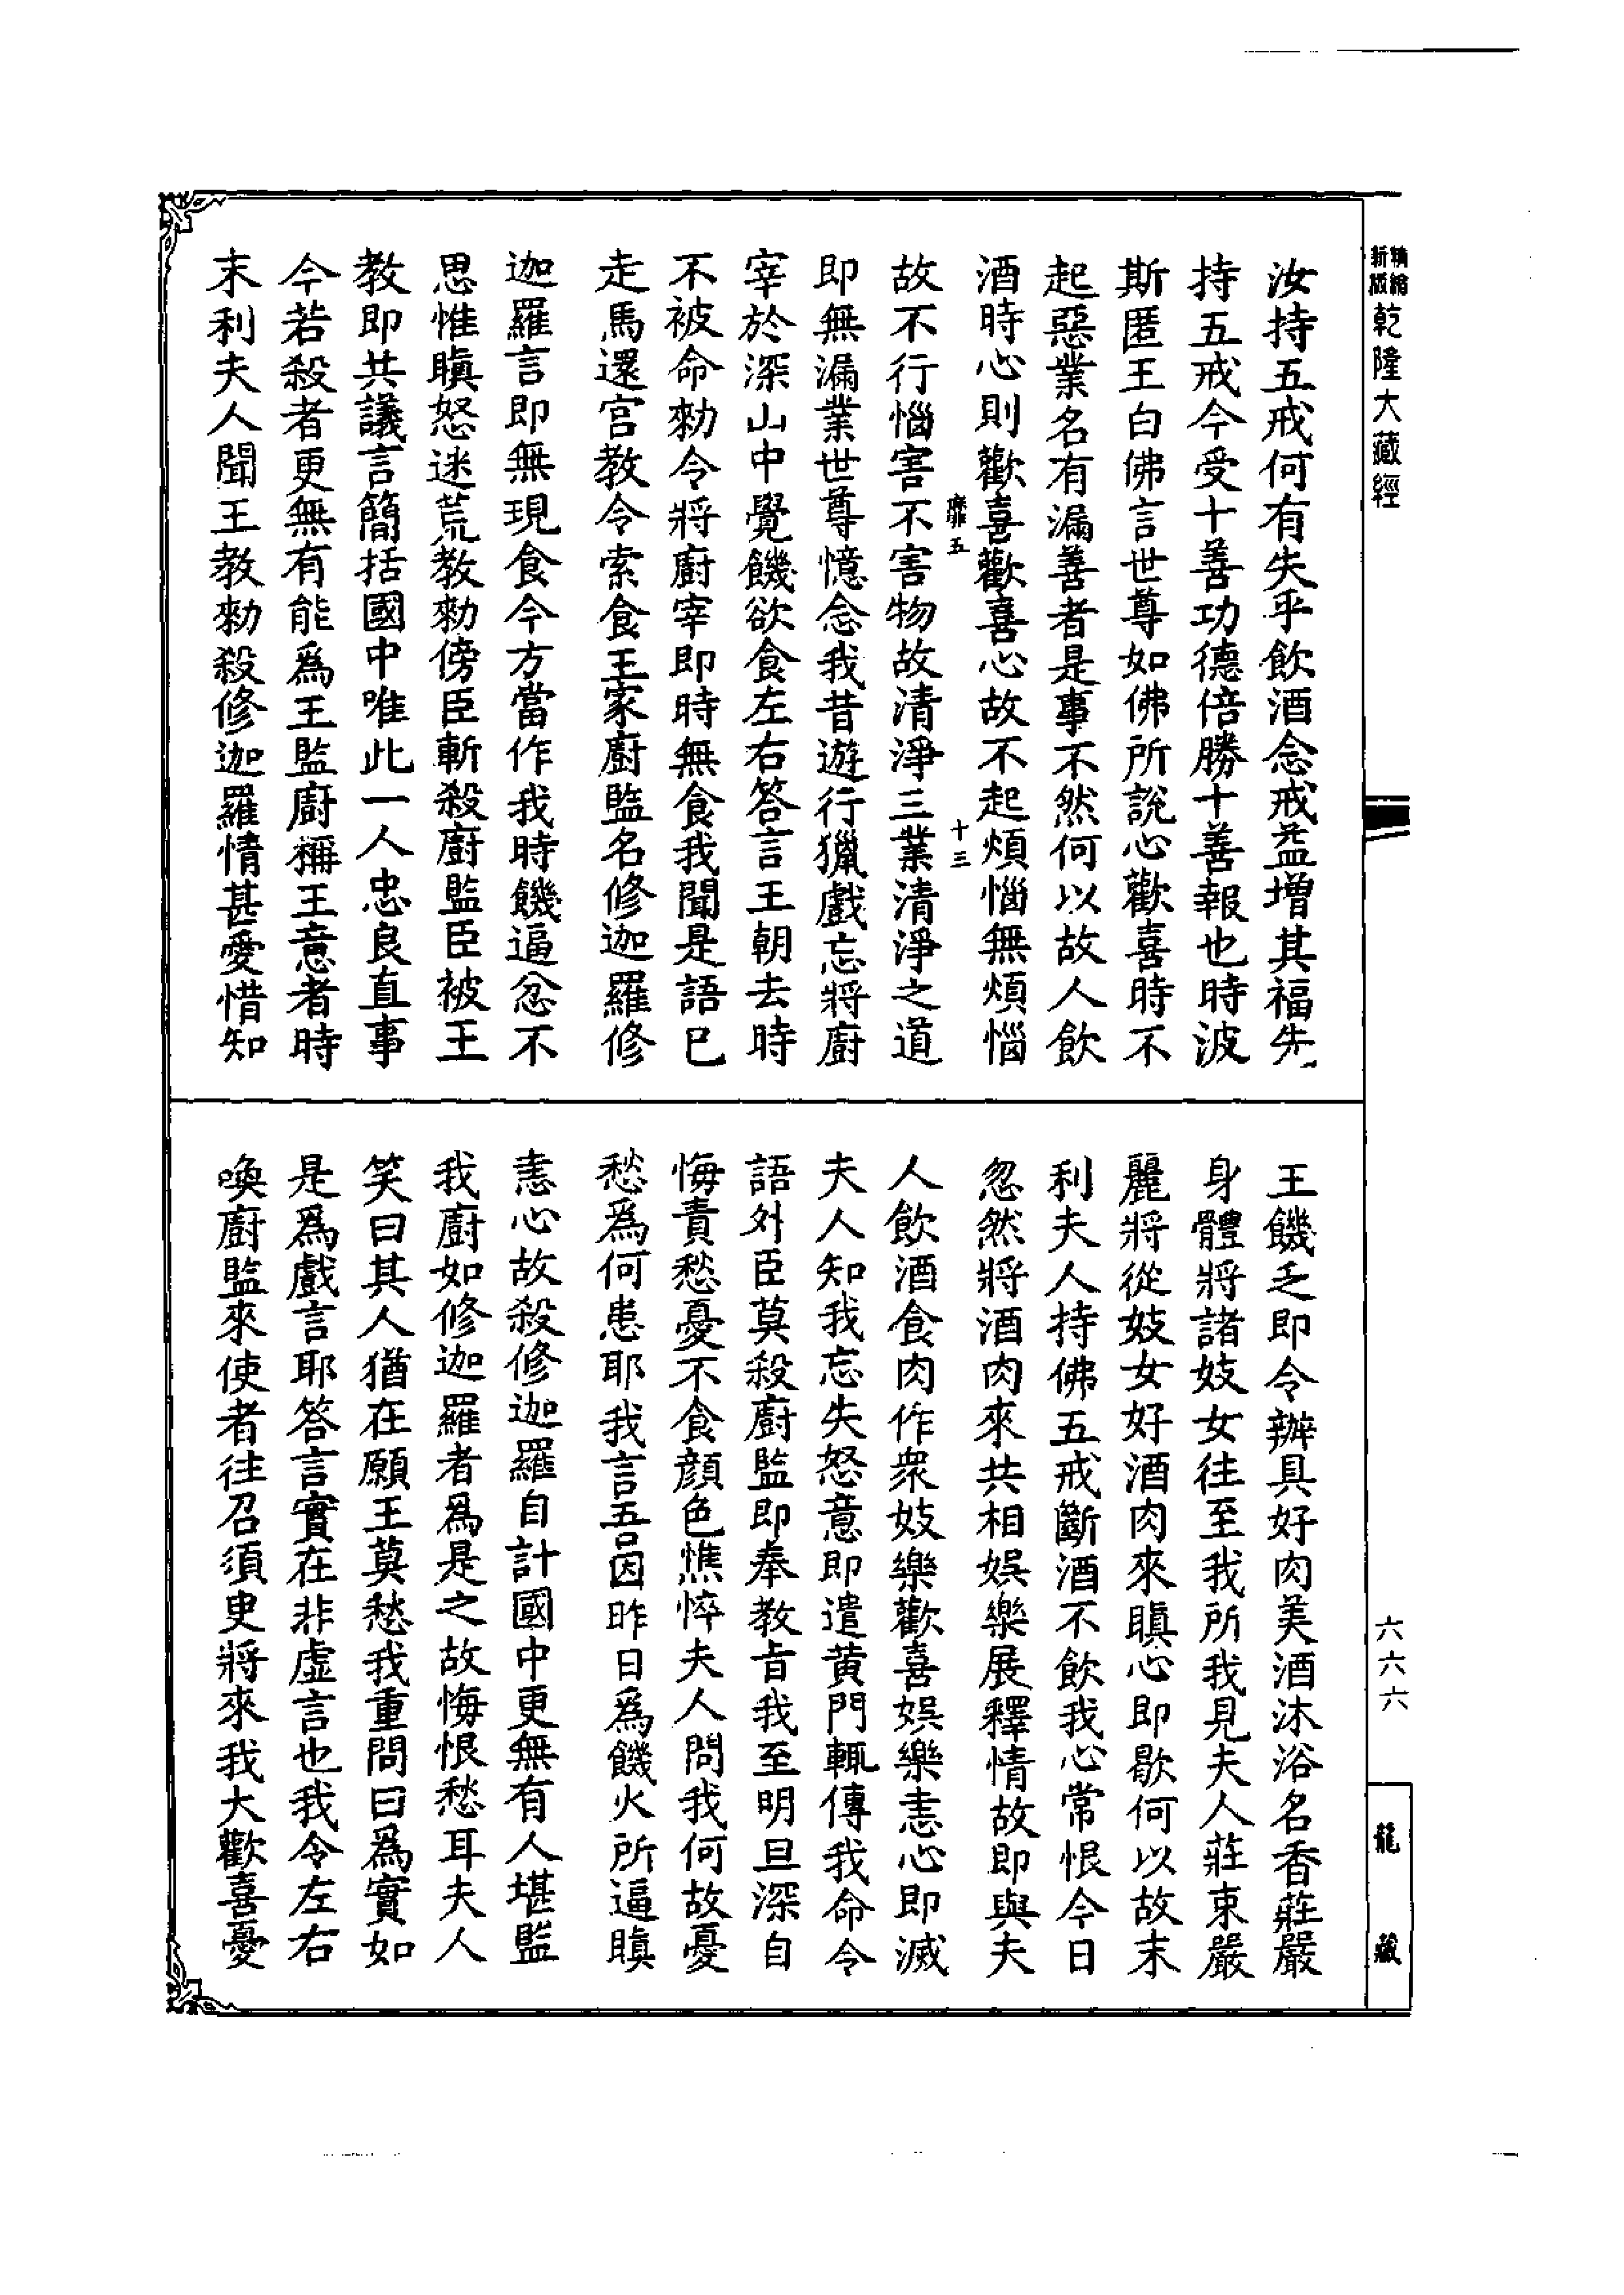 精縮
新版
乾隆大藏經
汝持五戒何有失乎飲酒念戒益增其福先
持五戒今受十善功德倍勝十善報也時波
斯匿王白佛言世尊如佛所說心歡喜時不
起惡業名有漏善者是事不然何以故人飲
酒時心則歡喜歡喜心故不起煩惱無煩惱
靡五
十三
故不行惱害不害物故清淨三業清淨之道
即無漏業世尊憶念我昔遊行獵戲忘將廚
宰於深山中覺饑欲食左右答言王朝去時
不被命勑令將廚宰即時無食我聞是語已
走馬還宮教令索食王家廚監名修迦羅修
迦羅言即無現食今方當作我時饑逼忿不
思惟瞋怒迷荒教勑傍臣斬殺廚監臣被王
教即共議言簡括國中唯此一人忠良直事
今若殺者更無有能為王監廚稱王意者時
末利夫人聞王教勑殺修迦羅情甚愛惜知
王饑乏即令辦具好肉美酒沐浴名香莊嚴
身體將諸妓女往至我所我見夫人莊束嚴
麗將從妓女好酒肉來瞋心即歇何以故末
利夫人持佛五戒斷酒不飲我心常恨今日
忽然將酒肉來共相娛樂展釋情故即與夫
人飲酒食肉作衆妓樂歡喜娛樂恚心即滅
夫人知我忘失怒意即遣黄門輒傳我命令
語外臣莫殺廚監即奉教旨我至明旦深自
悔責愁憂不食顏色憔悴夫人問我何故憂
愁為何患耶我言吾因昨日為饑火所逼瞋
恚心故殺修迦羅自計國中更無有人堪監
我廚如修迦羅者為是之故悔恨愁耳夫人
笑曰其人猶在願王莫愁我重問曰為實如
是為戲言耶答言實在非虛言也我令左右
喚廚監來使者往召須臾將來我大歡喜憂
六六六
龍藏